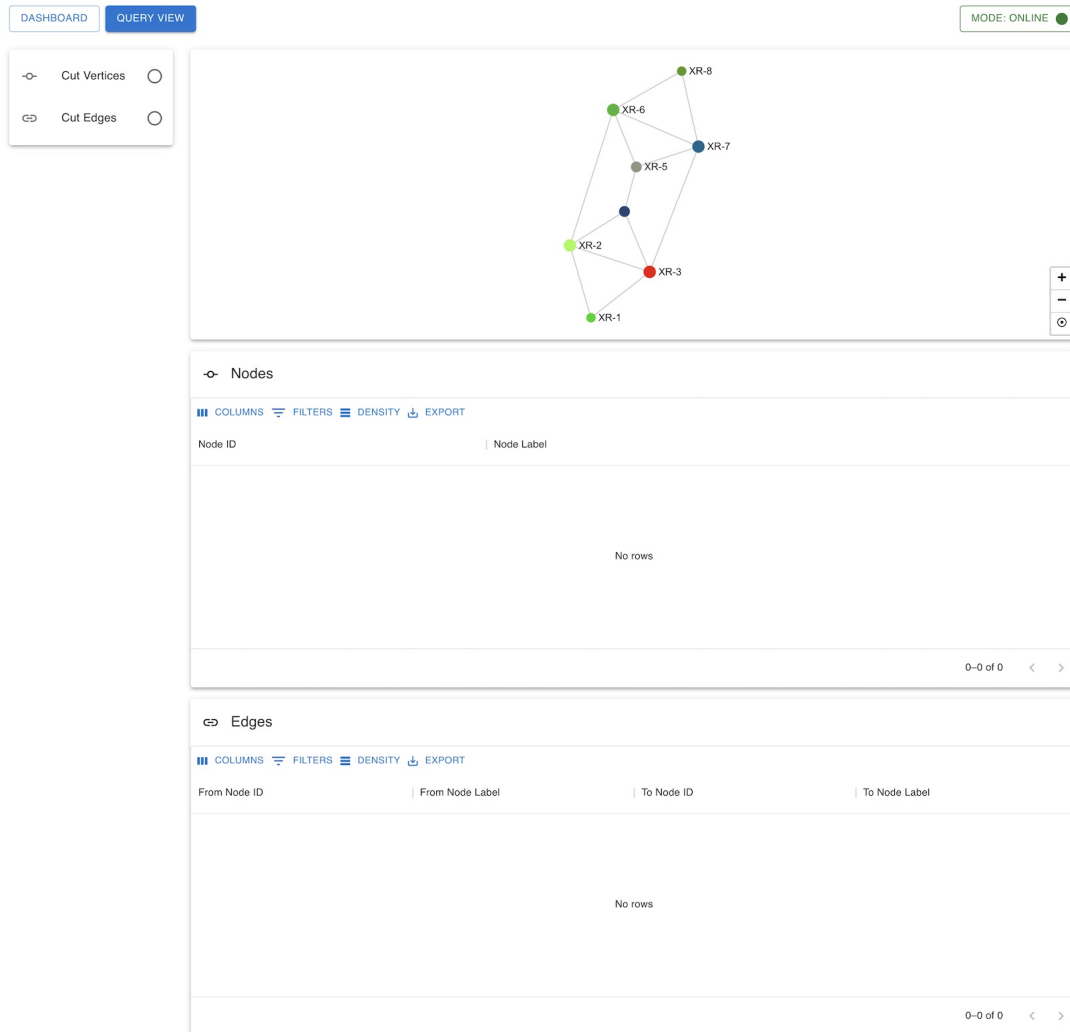 DASHBOARD QUERY VIEW MODE: ONLINE
Cut Vertices
Cut Edges
XR-8
XR-6
XR-7
XR-5
XR-2
XR-3
XR-1
+
−
Nodes
COLUMNS FILTERS DENSITY EXPORT
Node ID Node Label
No rows
0–0 of 0
Edges
COLUMNS FILTERS DENSITY EXPORT
From Node ID From Node Label To Node ID To Node Label
No rows
0–0 of 0